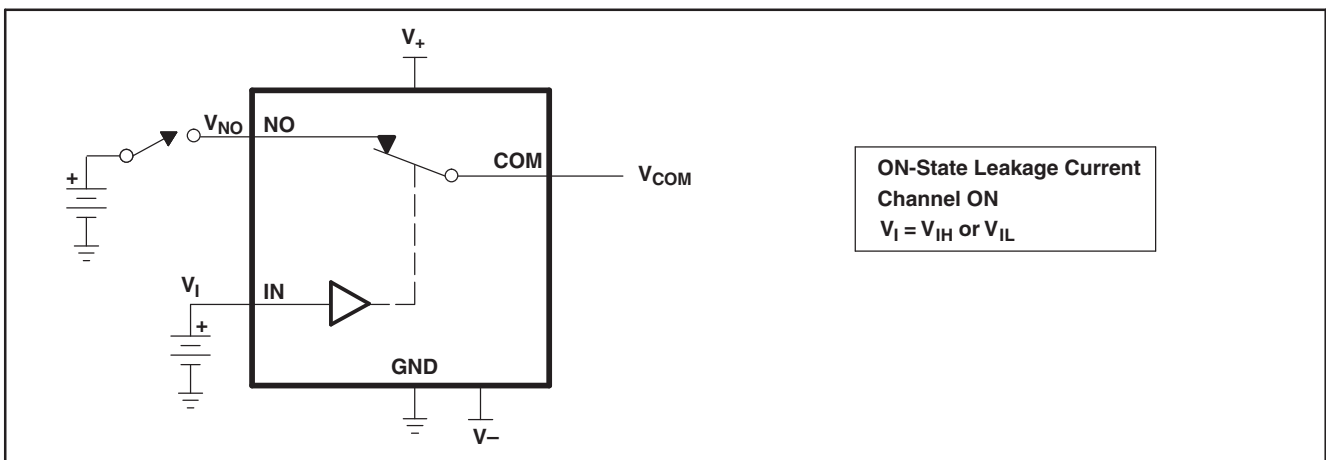 V+
VNO NO
COM
VCOM
+
VI IN
+
GND
V–
ON-State Leakage Current
Channel ON
VI = VIH or VIL